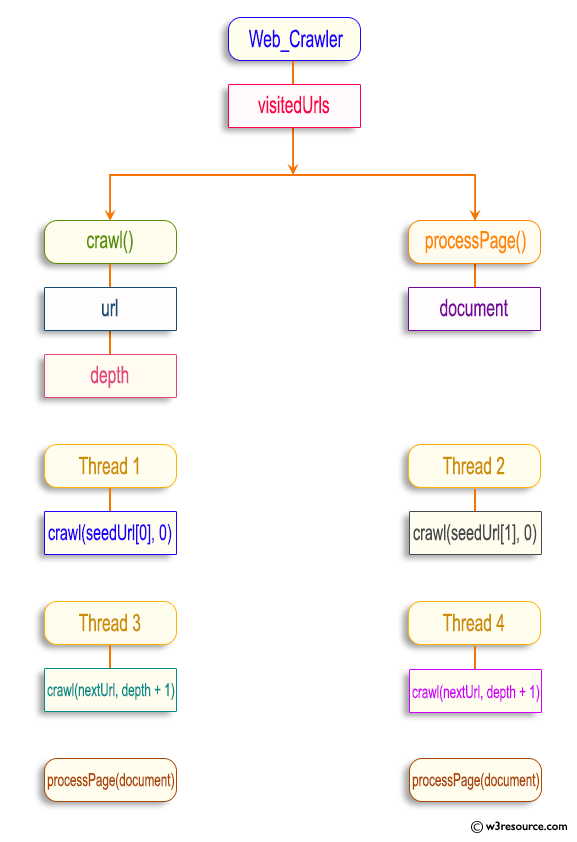 Web_Crawler
visitedUrls
crawl()
processPage()
url
document
depth
Thread 1
Thread 2
crawl(seedUrl[0], 0)
crawl(seedUrl[1], 0)
Thread 3
Thread 4
crawl(nextUrl, depth + 1)
crawl(nextUrl, depth + 1)
processPage(document)
processPage(document)
© w3resource.com